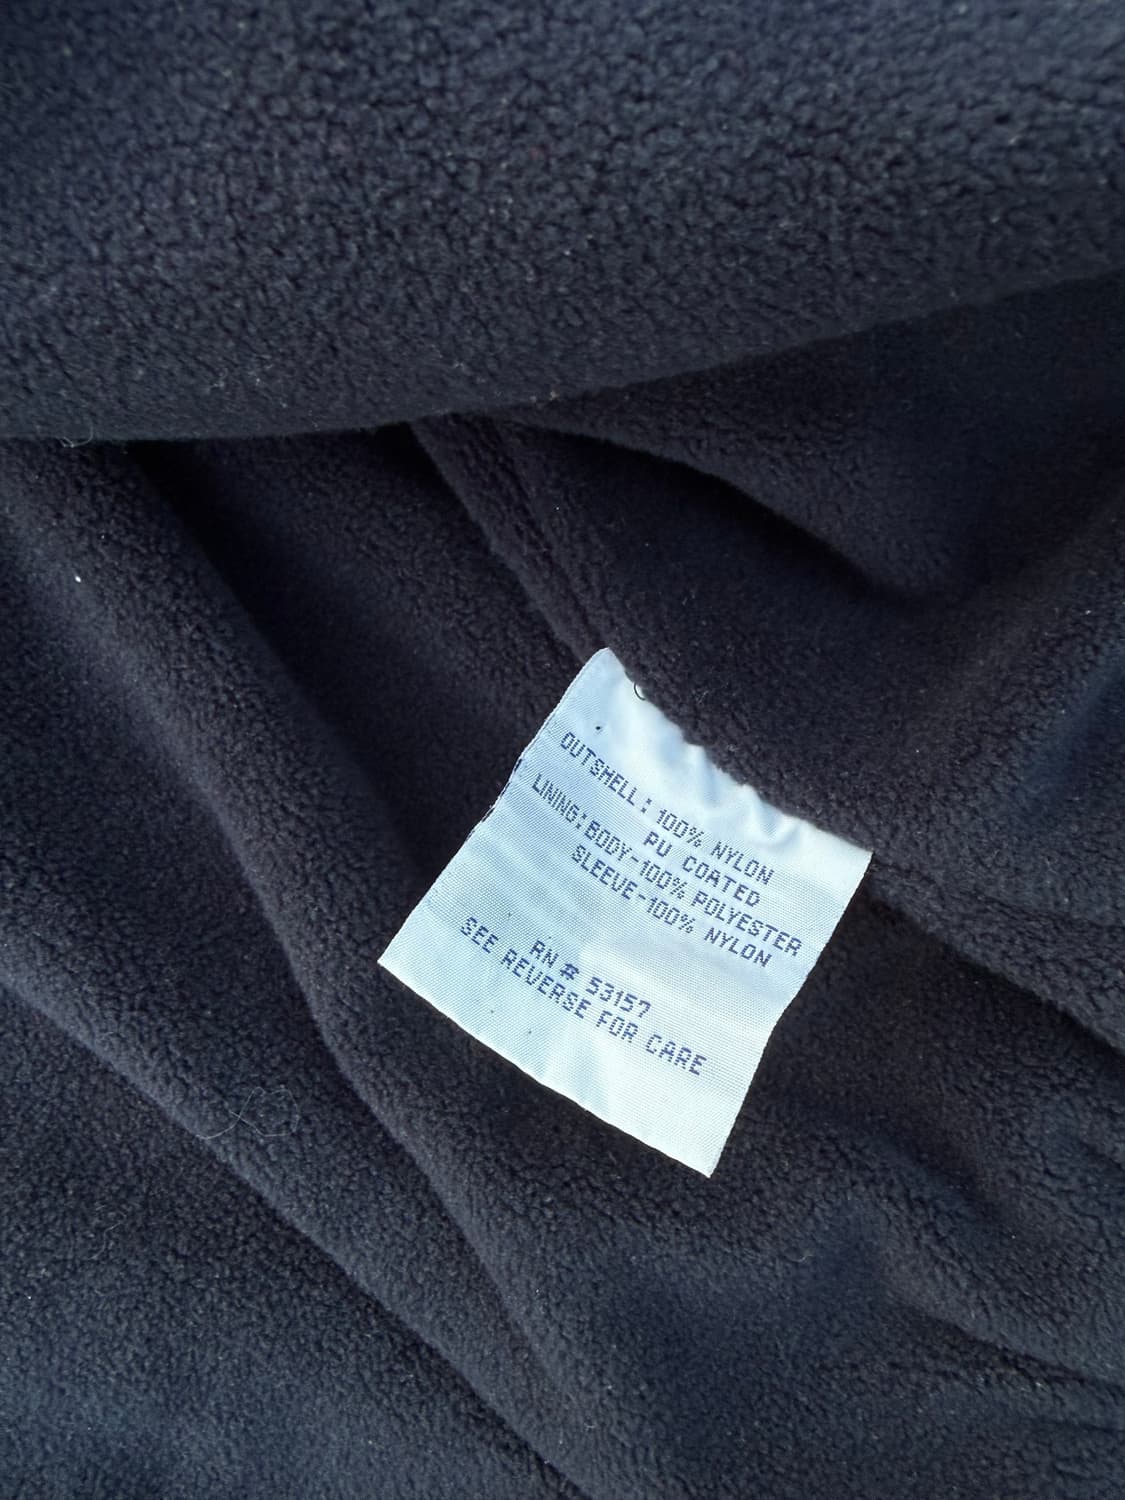 OUTSHELL: 100% NYLON
PU COATED
LINING: BODY-100% POLYESTER
SLEEVE-100% NYLON
RN # 53157
SEE REVERSE FOR CARE